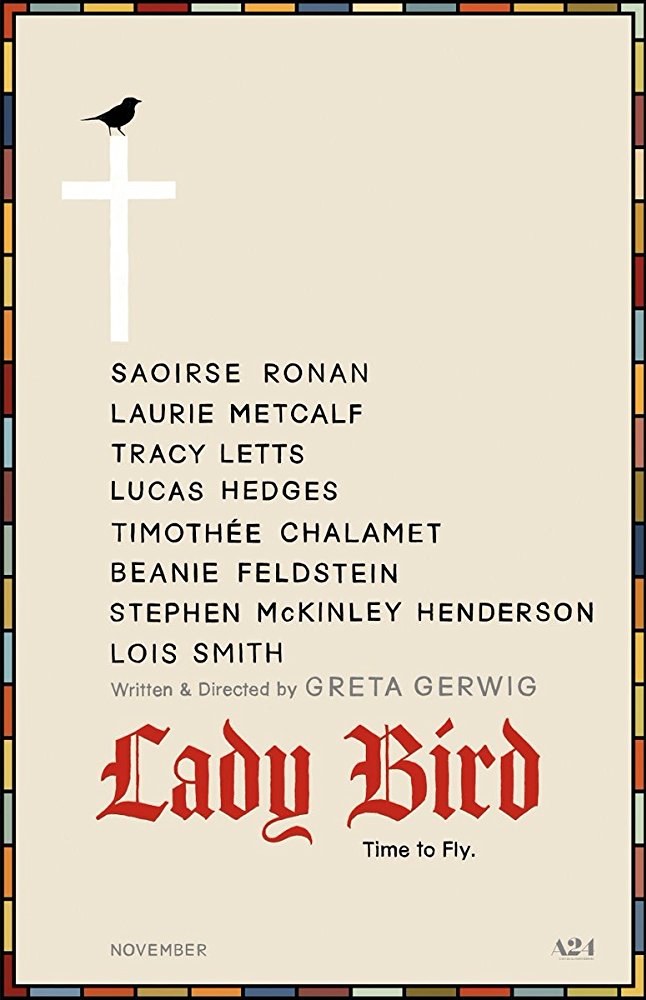 SAOIRSE RONAN
LAURIE METCALF
TRACY LETTS
LUCAS HEDGES
TIMOTHÉE CHALAMET
BEANIE FELDSTEIN
STEPHEN McKINLEY HENDERSON
LOIS SMITH
Written & Directed by GRETA GERWIG
Lady Bird
Time to Fly.
NOVEMBER
A24